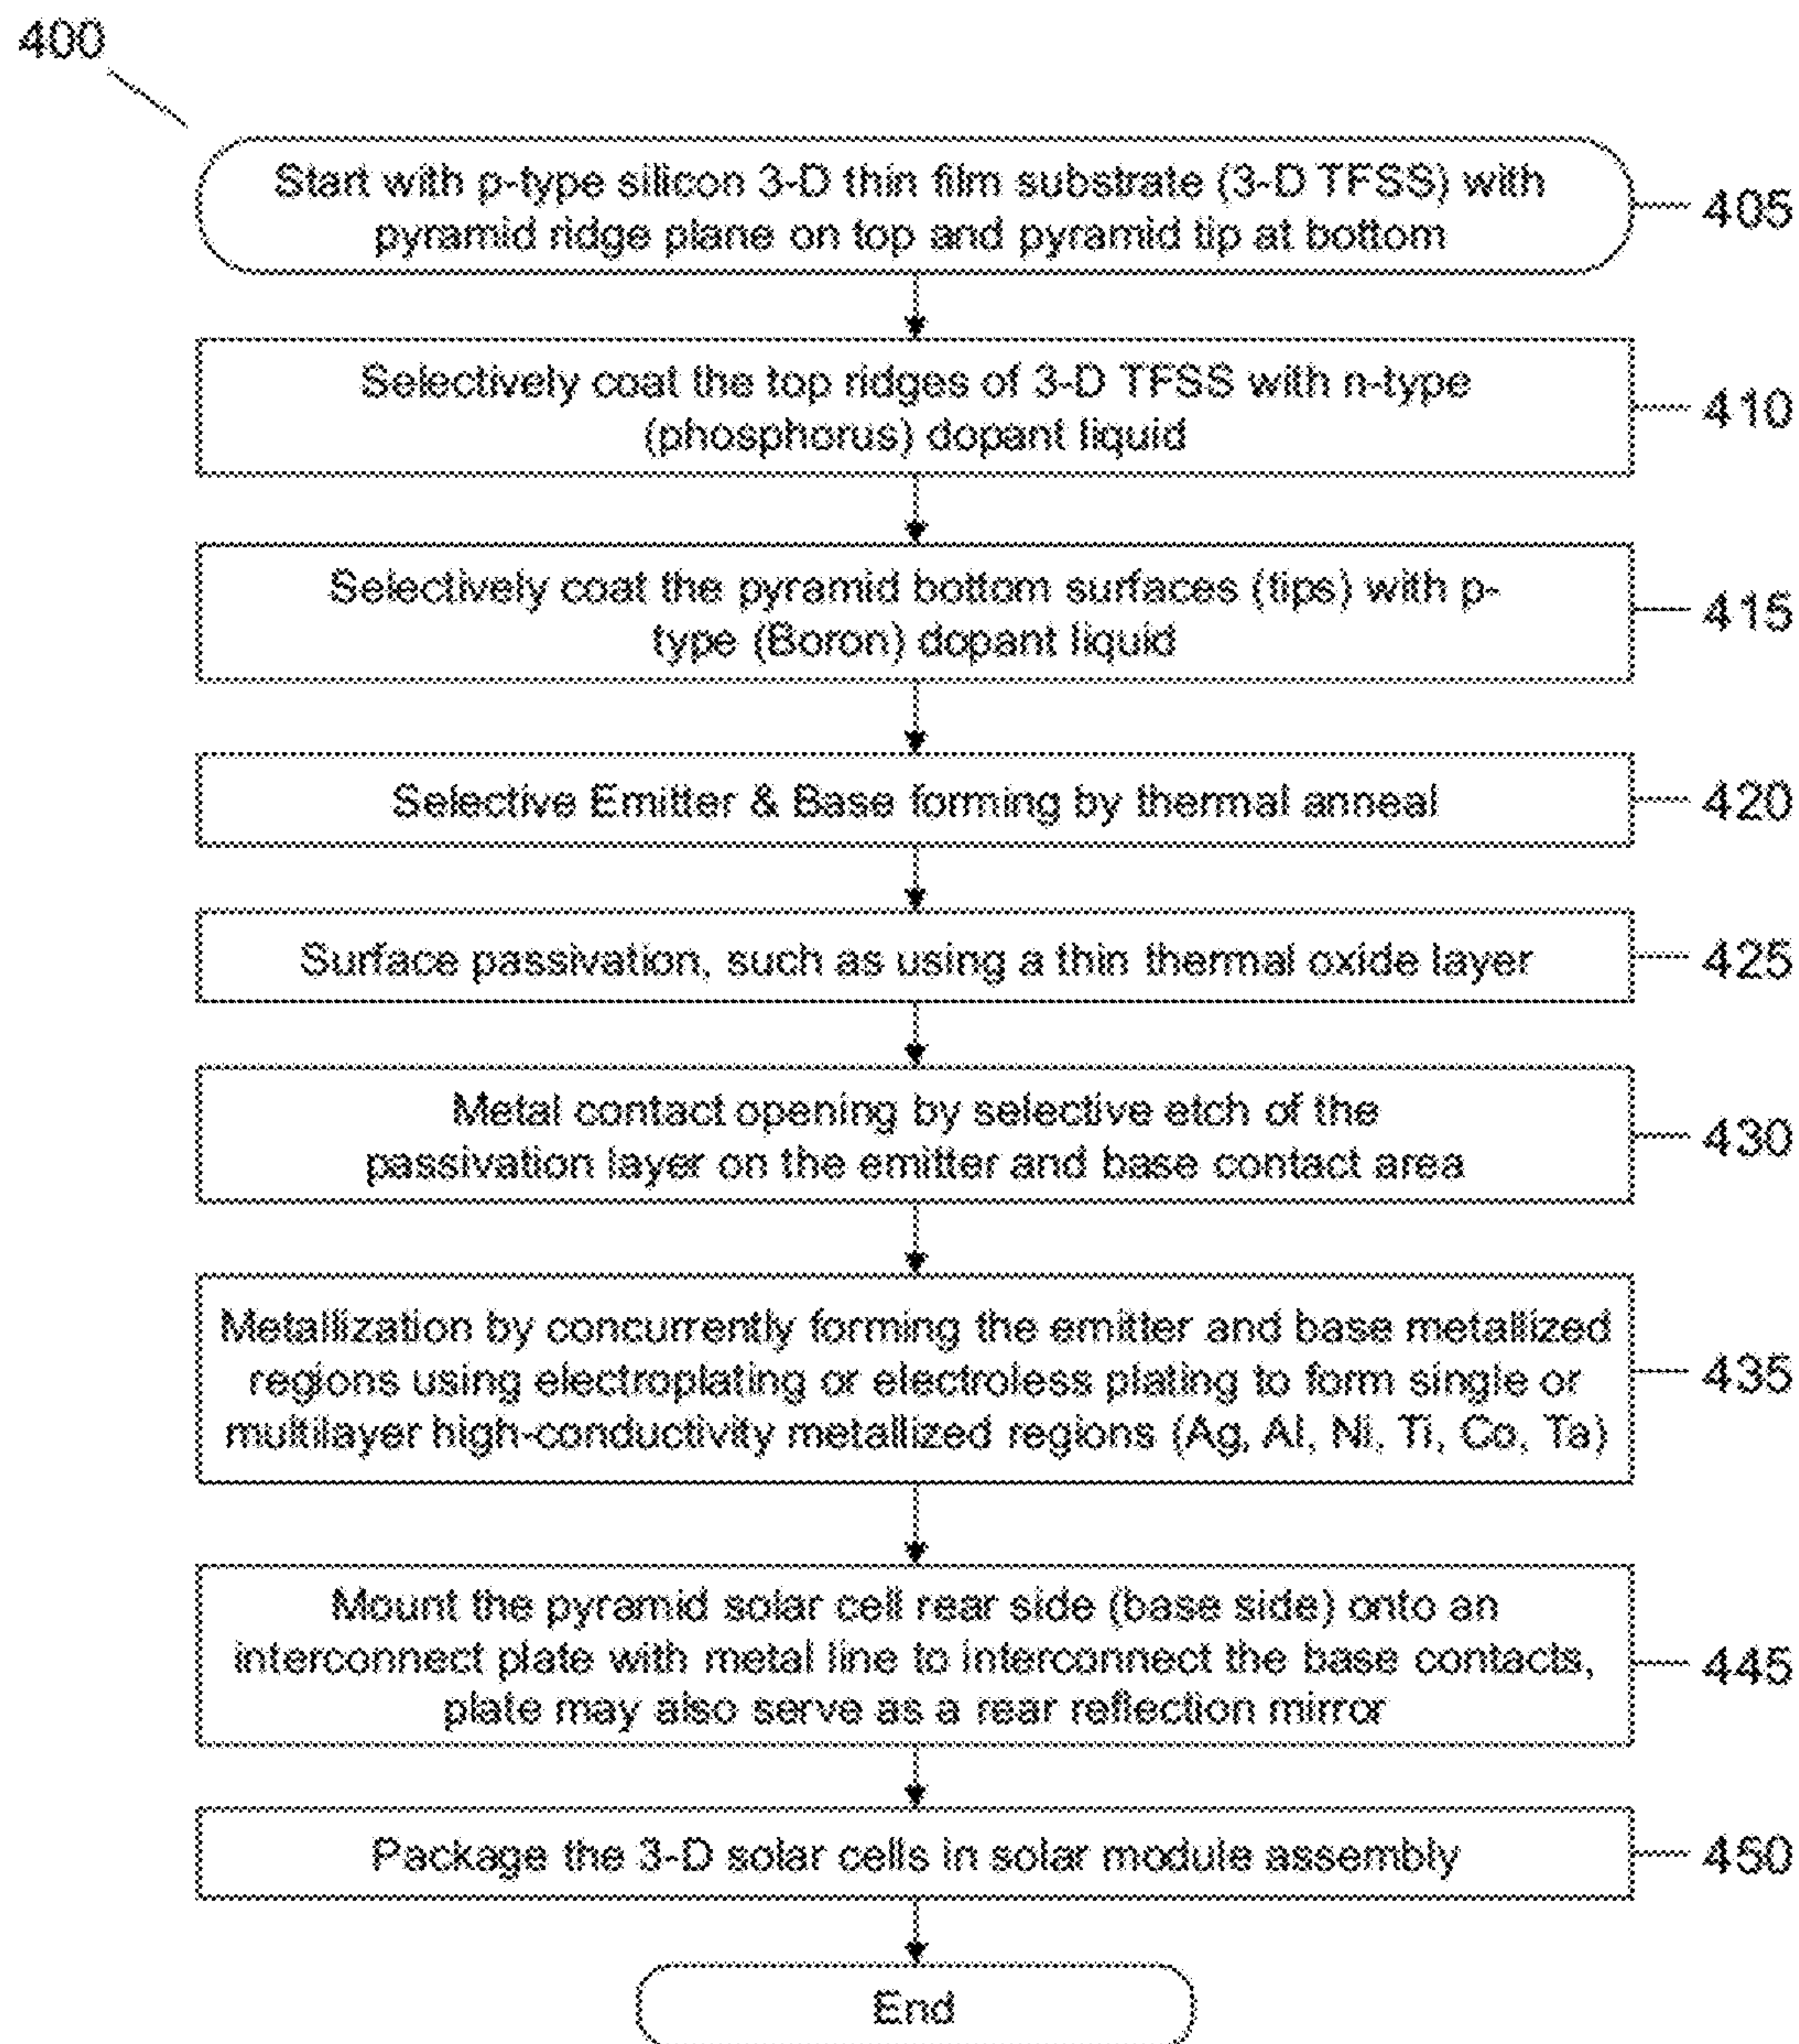 400
Start with p-type silicon 3-D thin film substrate (3-D TFSS) with
pyramid ridge plane on top and pyramid tip at bottom
405
Selectively coat the top ridges of 3-D TFSS with n-type
(phosphorus) dopant liquid
410
Selectively coat the pyramid bottom surfaces (tips) with p-
type (Boron) dopant liquid
415
Selective Emitter & Base forming by thermal anneal
420
Surface passivation, such as using a thin thermal oxide layer
425
Metal contact opening by selective etch of the
passivation layer on the emitter and base contact area
430
Metallization by concurrently forming the emitter and base metallized
regions using electroplating or electroless plating to form single or
multilayer high-conductivity metallized regions (Ag, Al, Ni, Ti, Co, Ta)
435
Mount the pyramid solar cell rear side (base side) onto an
interconnect plate with metal line to interconnect the base contacts,
plate may also serve as a rear reflection mirror
445
Package the 3-D solar cells in solar module assembly
450
End